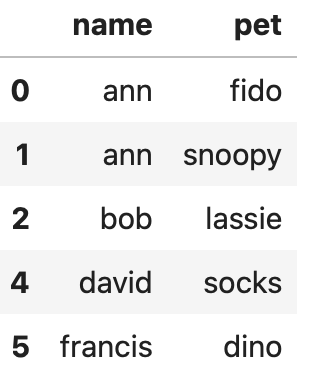 name pet
0 ann fido
1 ann snoopy
2 bob lassie
4 david socks
5 francis dino